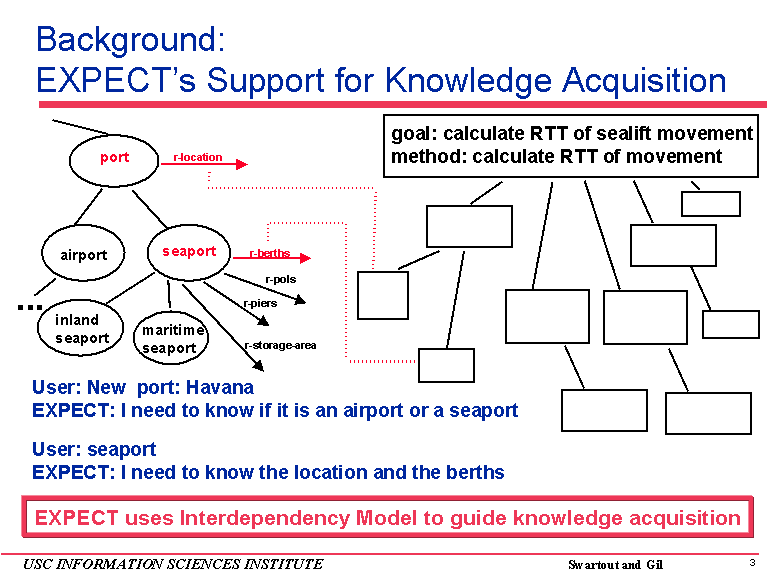 Background:
EXPECT's Support for Knowledge Acquisition
goal: calculate RTT of sealift movement
method: calculate RTT of movement
port
r-location
airport
seaport
r-berths
r-pols
r-piers
...
inland
seaport
maritime
seaport
r-storage-area
User: New port: Havana
EXPECT: I need to know if it is an airport or a seaport
User: seaport
EXPECT: I need to know the location and the berths
EXPECT uses Interdependency Model to guide knowledge acquisition
USC INFORMATION SCIENCES INSTITUTE
Swartout and Gil
3